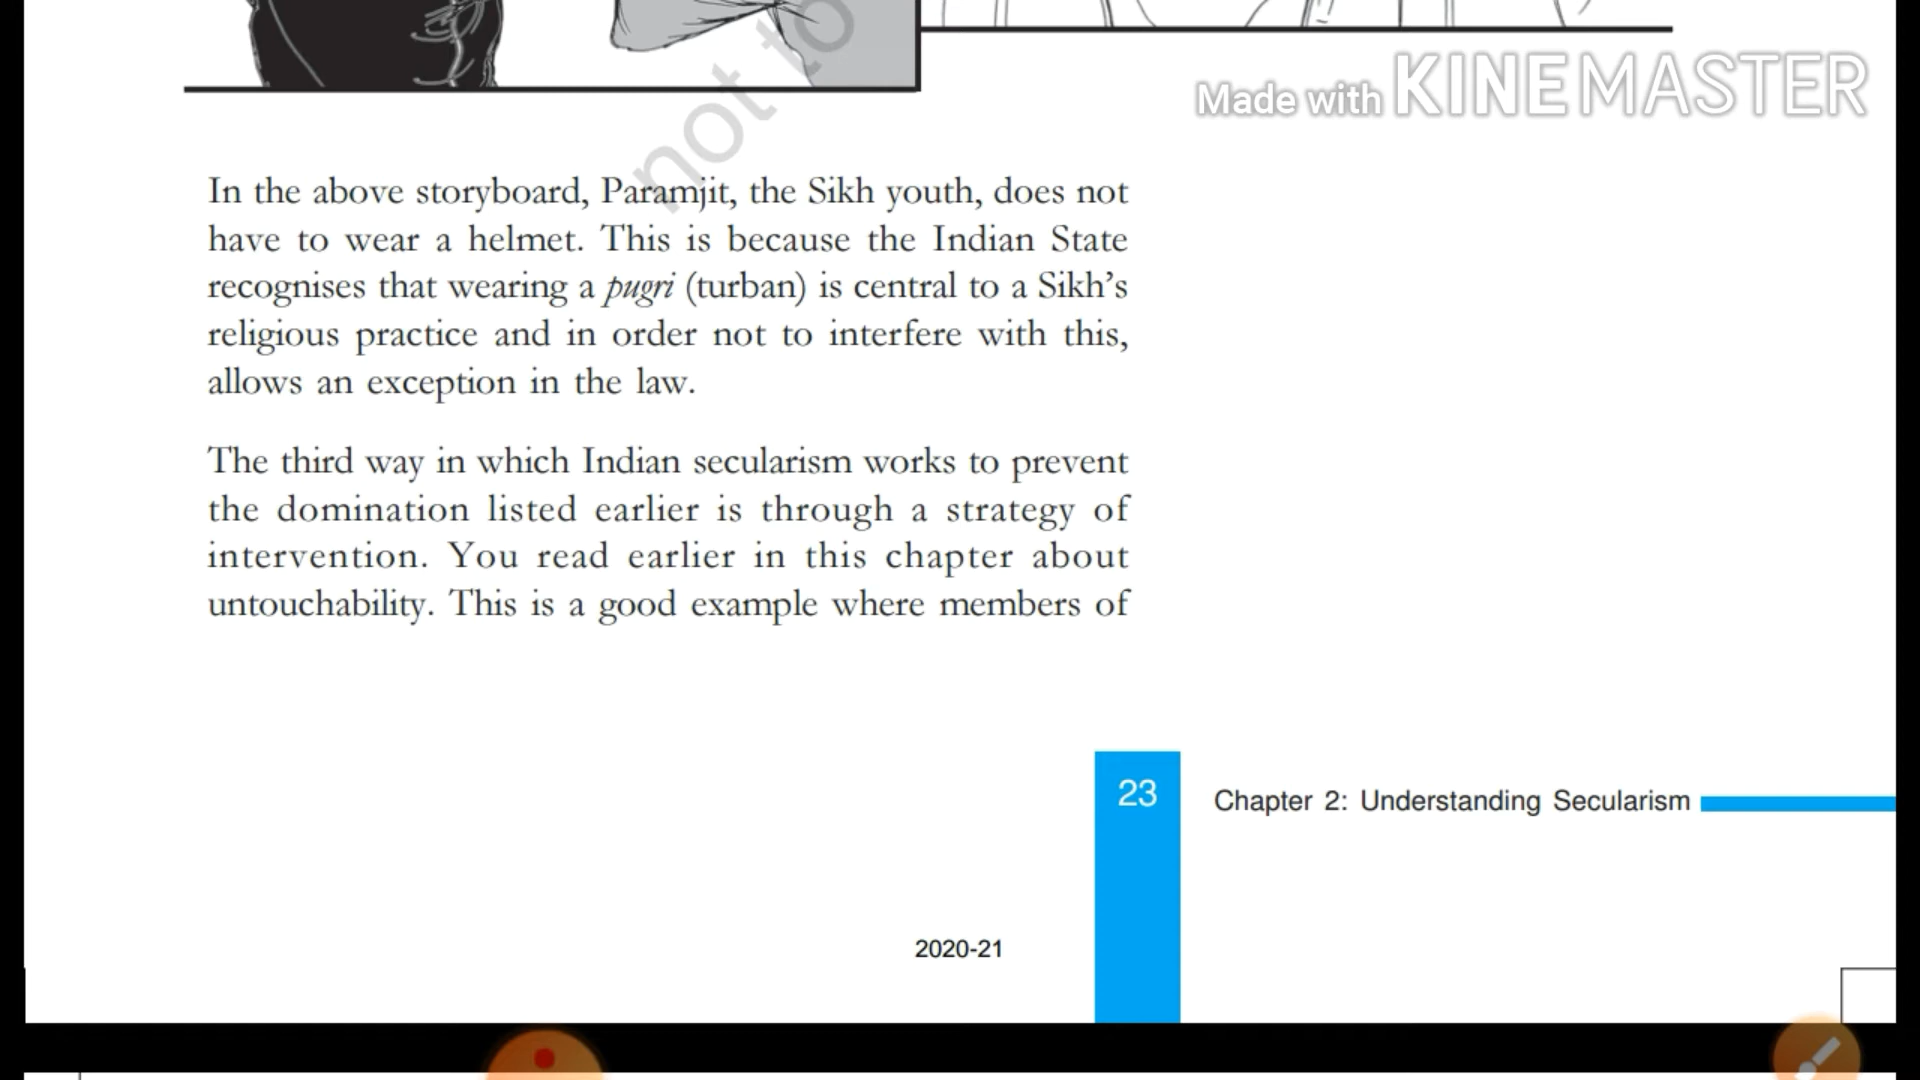 Made with KINEMASTER
not to
In the above storyboard, Paramjit, the Sikh youth, does not
have to wear a helmet. This is because the Indian State
recognises that wearing a pugri (turban) is central to a Sikh’s
religious practice and in order not to interfere with this,
allows an exception in the law.
The third way in which Indian secularism works to prevent
the domination listed earlier is through a strategy of
intervention. You read earlier in this chapter about
untouchability. This is a good example where members of
23
Chapter 2: Understanding Secularism
2020-21